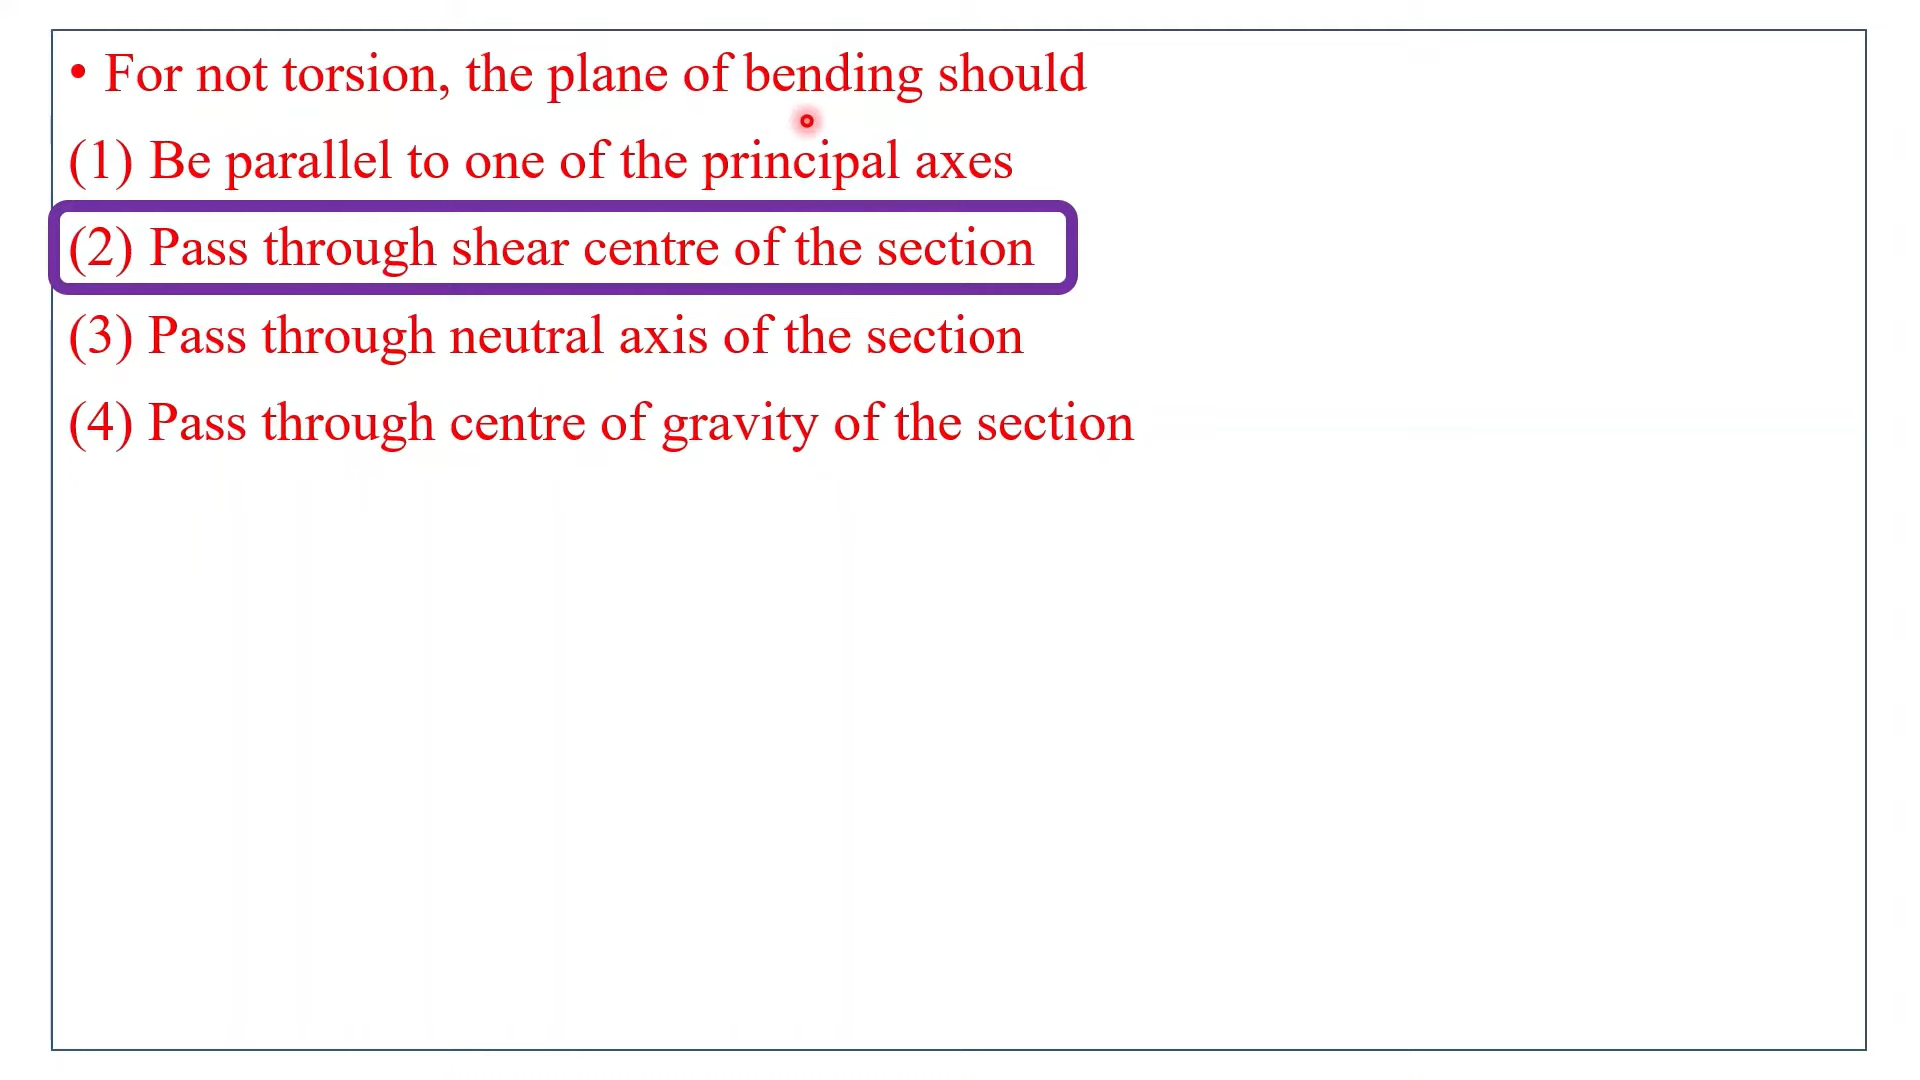 • For not torsion, the plane of bending should
(1) Be parallel to one of the principal axes
(2) Pass through shear centre of the section
(3) Pass through neutral axis of the section
(4) Pass through centre of gravity of the section